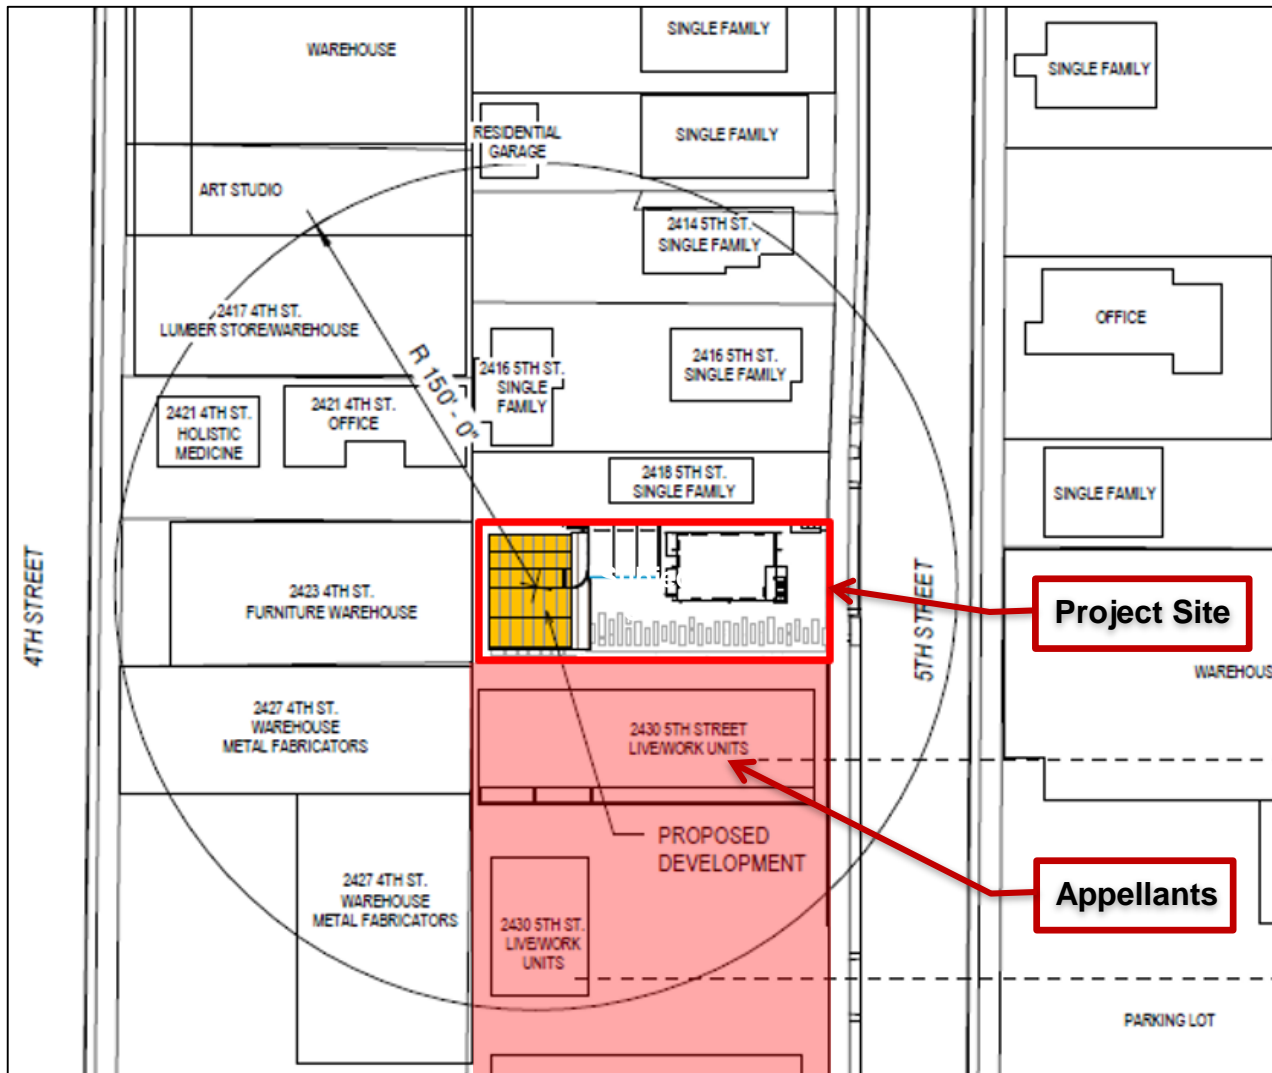 SINGLE FAMILY
WAREHOUSE
SINGLE FAMILY
RESIDENTIAL
GARAGE
SINGLE FAMILY
ART STUDIO
2414 5TH ST.
SINGLE FAMILY
2417 4TH ST.
LUMBER STORE/WAREHOUSE
OFFICE
R 150' - 0"
2416 5TH ST.
SINGLE
FAMILY
2416 5TH ST.
SINGLE FAMILY
2421 4TH ST.
HOLISTIC
MEDICINE
2421 4TH ST.
OFFICE
2418 5TH ST.
SINGLE FAMILY
SINGLE FAMILY
4TH STREET
2423 4TH ST.
FURNITURE WAREHOUSE
5TH STREET
Project Site
WAREHOUS
2427 4TH ST.
WAREHOUSE
METAL FABRICATORS
2430 5TH STREET
LIVE/WORK UNITS
PROPOSED
DEVELOPMENT
Appellants
2427 4TH ST.
WAREHOUSE
METAL FABRICATORS
2430 5TH ST.
LIVE/WORK
UNITS
PARKING LOT